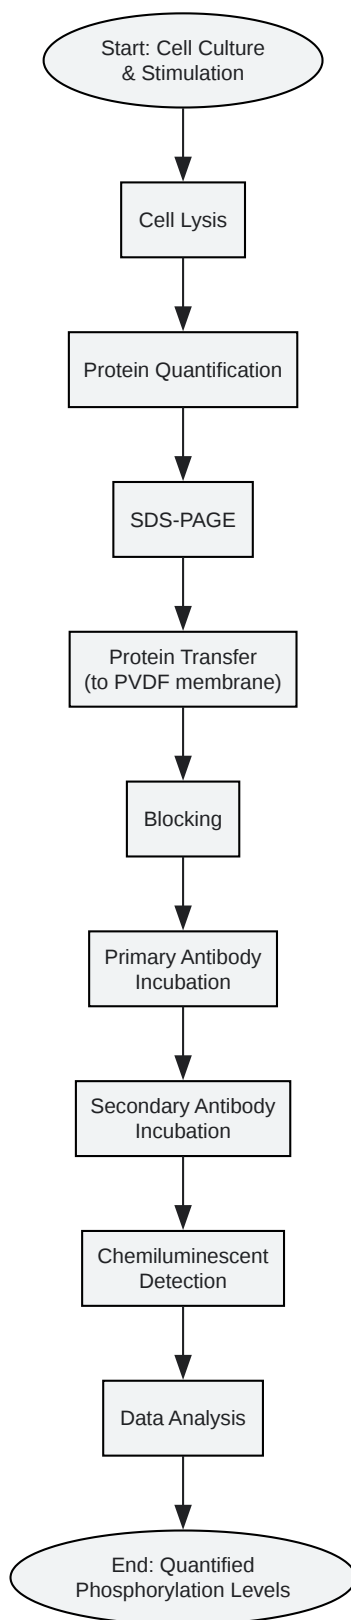 Start: Cell Culture
& Stimulation
Cell Lysis
Protein Quantification
SDS-PAGE
Protein Transfer
(to PVDF membrane)
Blocking
Primary Antibody
Incubation
Secondary Antibody
Incubation
Chemiluminescent
Detection
Data Analysis
End: Quantified
Phosphorylation Levels